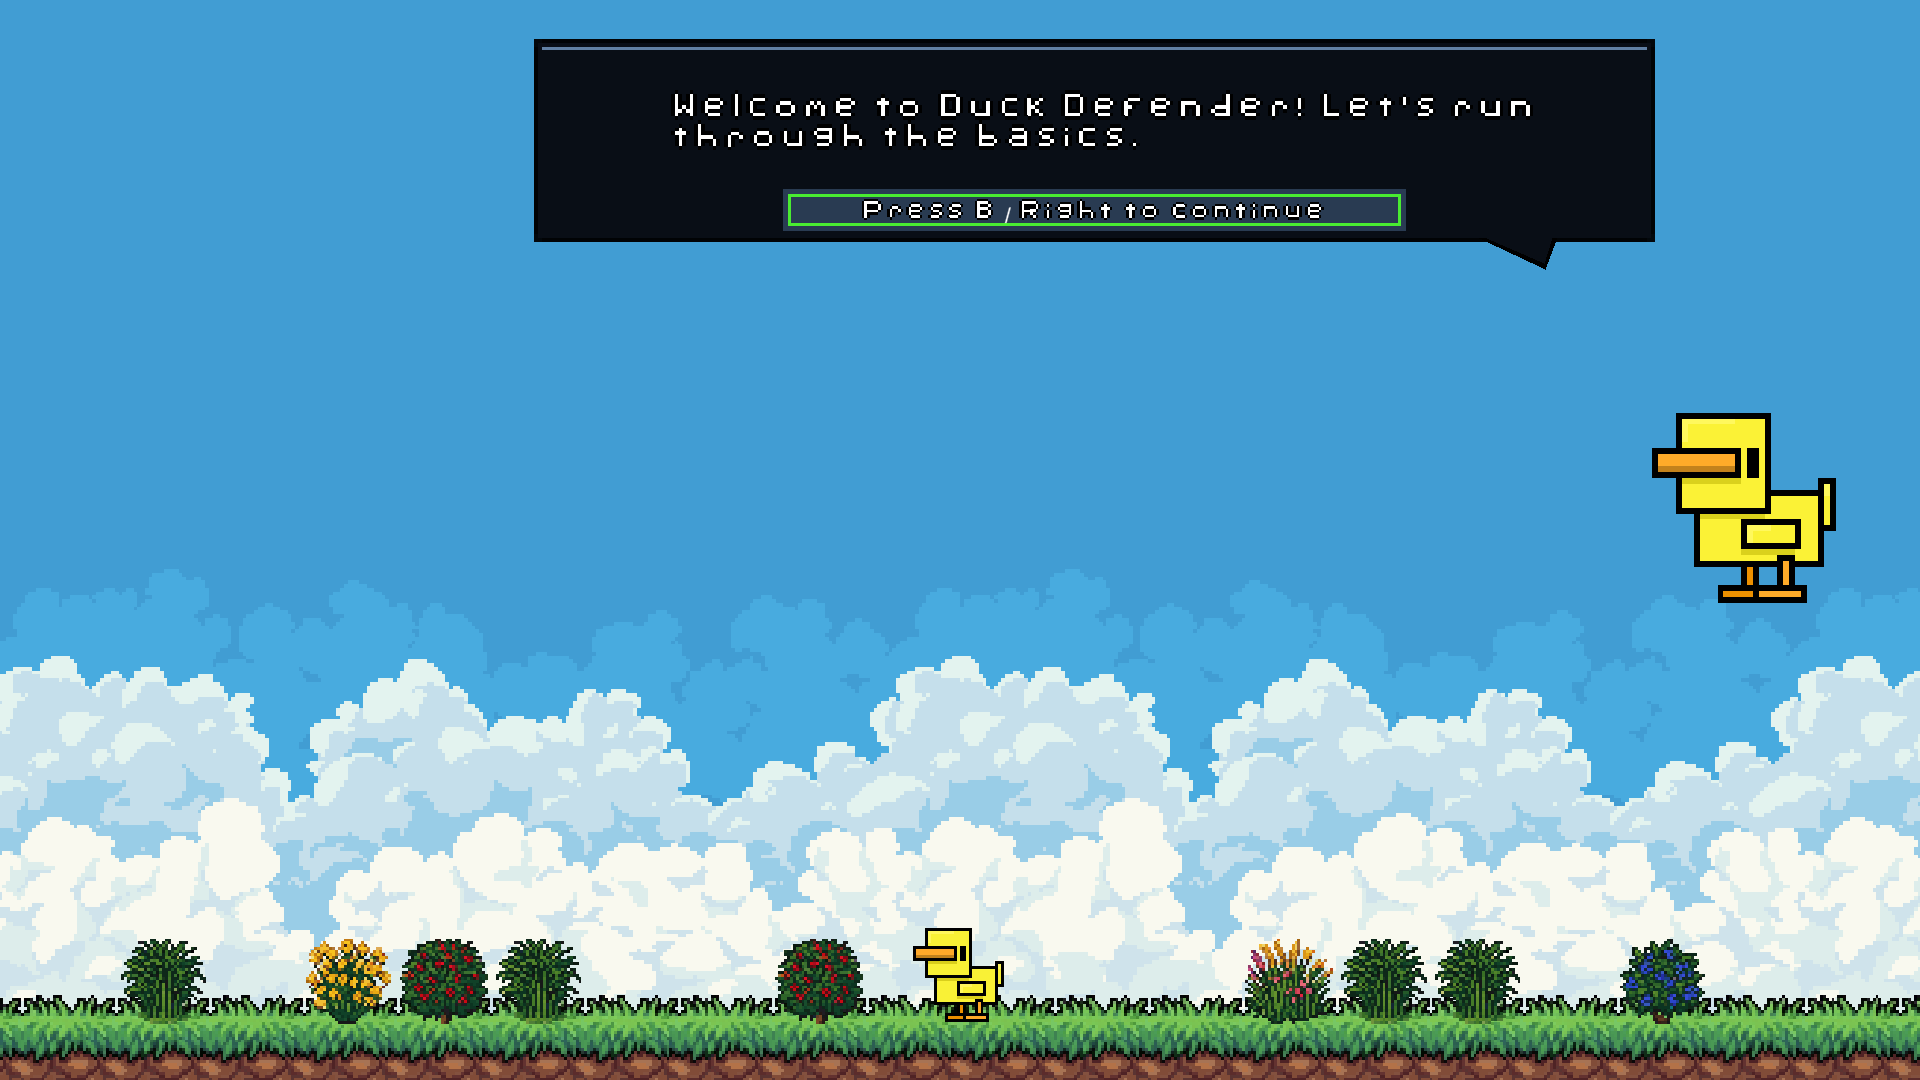 Welcome to Duck Defender! Let's run
through the basics.
Press B / Right to continue